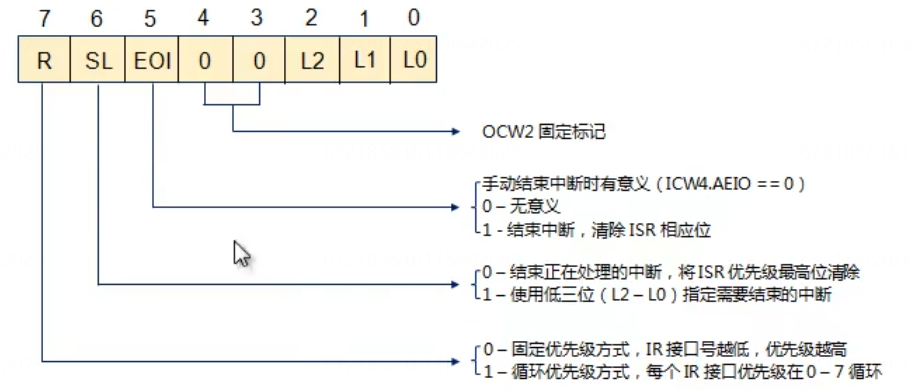 7 6 5 4 3 2 1 0
R SL EOI 0 0 L2 L1 L0
OCW2 固定标记
手动结束中断时有意义（ICW4.AEIO == 0）
0 – 无意义
1 - 结束中断，清除 ISR 相应位
0 – 结束正在处理的中断，将 ISR 优先级最高位清除
1 – 使用低三位（L2 – L0）指定需要结束的中断
0 – 固定优先级方式，IR 接口号越低，优先级越高
1 – 循环优先级方式，每个 IR 接口优先级在 0 – 7 循环